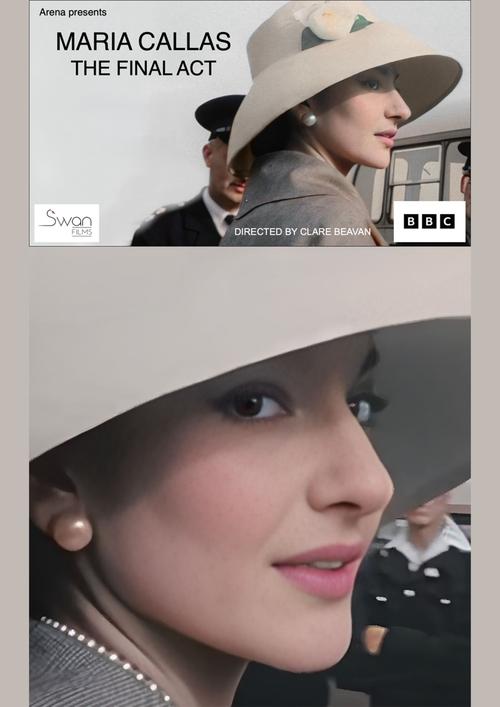 Arena presents
MARIA CALLAS
THE FINAL ACT
Swan
FILMS
DIRECTED BY CLARE BEAVAN
BBC